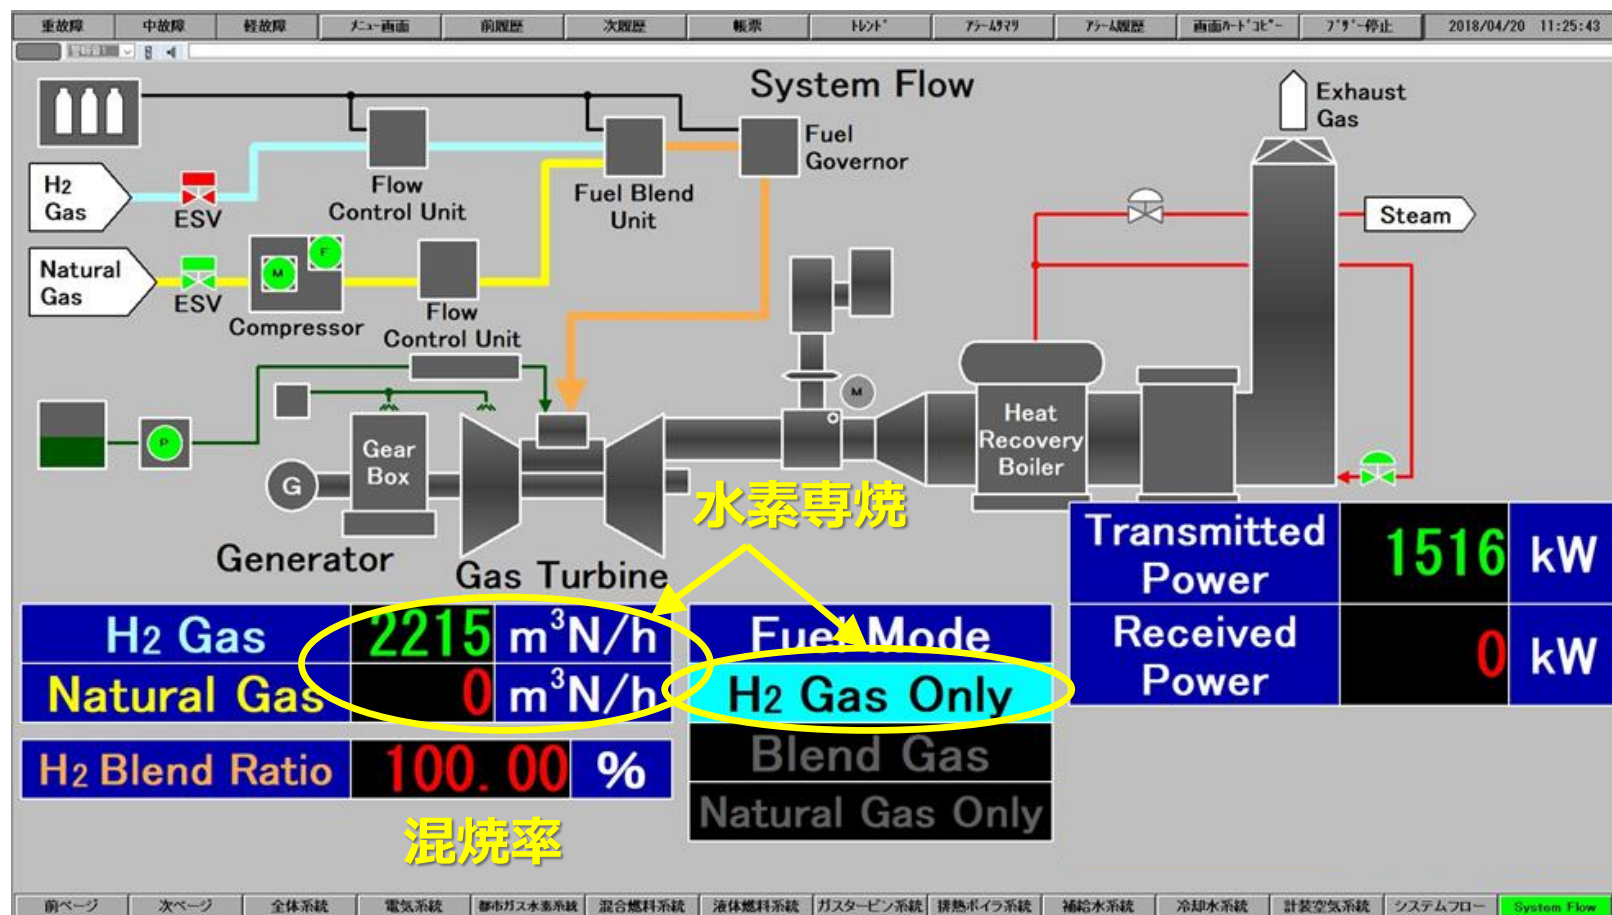 重故障 中故障 軽故障 メニュー画面 前履歴 次履歴 帳票 トレンド アラームサマリ アラーム履歴 画面ハードコピー ブザー停止 2018/04/20 11:25:43
System Flow
Exhaust
Gas
H2
Gas
ESV
Flow
Control Unit
Fuel Blend
Unit
Fuel
Governor
Steam
Natural
Gas
ESV
M
F
Compressor
Flow
Control Unit
P
G
Gear
Box
M
Heat
Recovery
Boiler
Generator
Gas Turbine
水素専焼
Transmitted
Power
1516 kW
Received
Power
0 kW
H2 Gas 2215 m³N/h
Natural Gas 0 m³N/h
H2 Blend Ratio 100.00 %
混焼率
Fuel Mode
H2 Gas Only
Blend Gas
Natural Gas Only
前ページ 次ページ 全体系統 電気系統 都市ガス水素系統 混合燃料系統 液体燃料系統 ガスタービン系統 排熱ボイラ系統 補給水系統 冷却水系統 計装空気系統 システムフロー System Flow